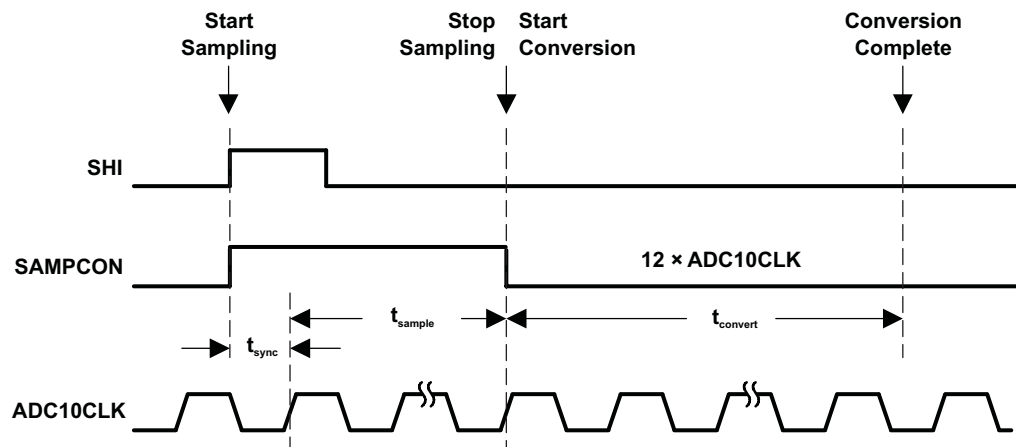 Start
Sampling
Stop
Sampling
Start
Conversion
Conversion
Complete
SHI
SAMPCON
12 × ADC10CLK
tsample
tconvert
tsync
ADC10CLK